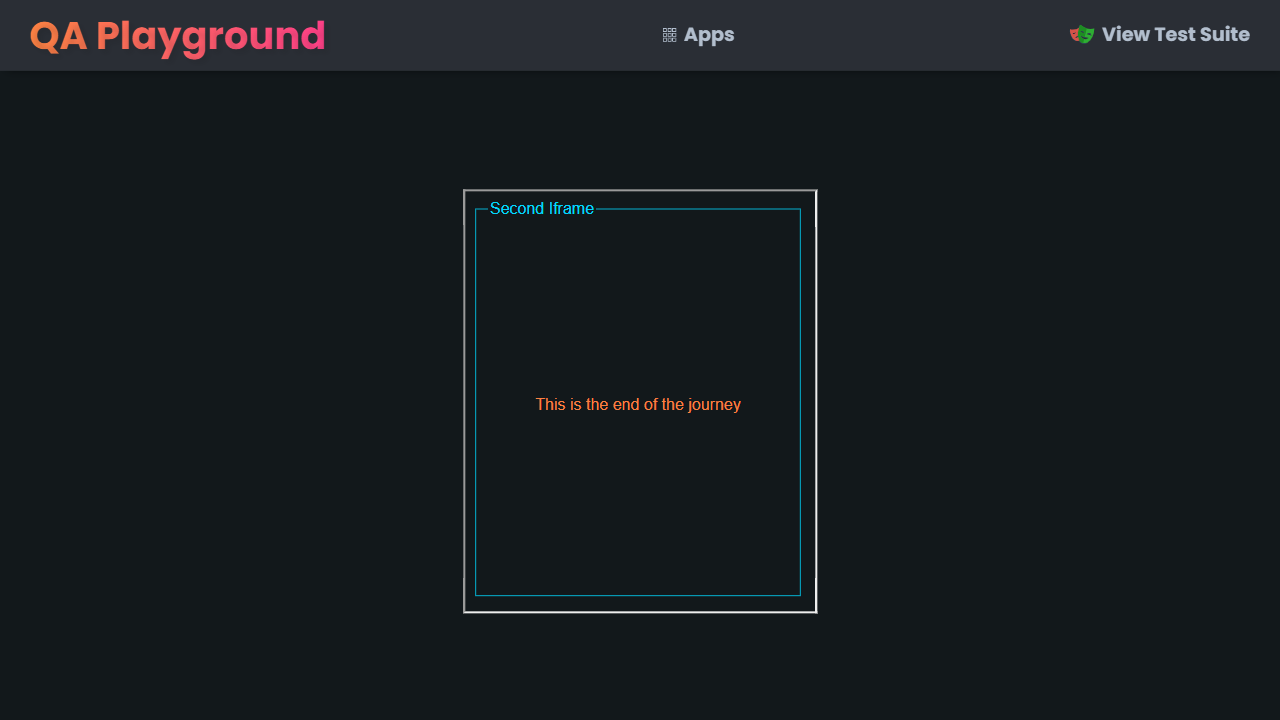 QA Playground
Apps
View Test Suite
Second Iframe
This is the end of the journey